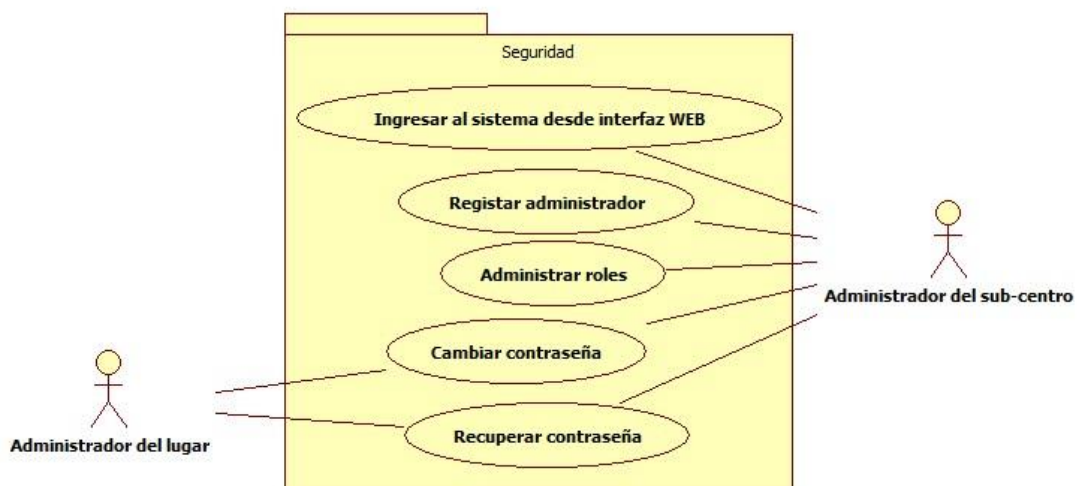 Seguridad
Ingresar al sistema desde interfaz WEB
Registar administrador
Administrar roles
Administrador del sub-centro
Cambiar contraseña
Administrador del lugar
Recuperar contraseña